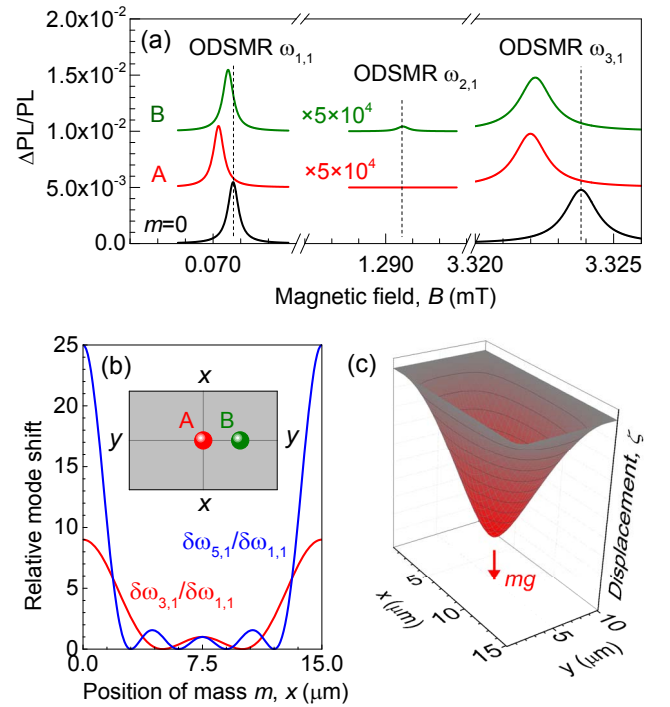 (a)
ODSMR ω1,1
ODSMR ω2,1
ODSMR ω3,1
2.0x10⁻²
1.5x10⁻²
1.0x10⁻²
5.0x10⁻³
0.0
ΔPL/PL
B
×5×10⁴
A
×5×10⁴
m=0
0.070
1.290
3.320
3.325
Magnetic field, B (mT)
(b)
25
20
15
10
5
0
Relative mode shift
x
A
B
y
y
x
δω5,1/δω1,1
δω3,1/δω1,1
0.0
7.5
15.0
Position of mass m, x (μm)
(c)
Displacement, ζ
mg
5
10
15
x (μm)
5
10
y (μm)